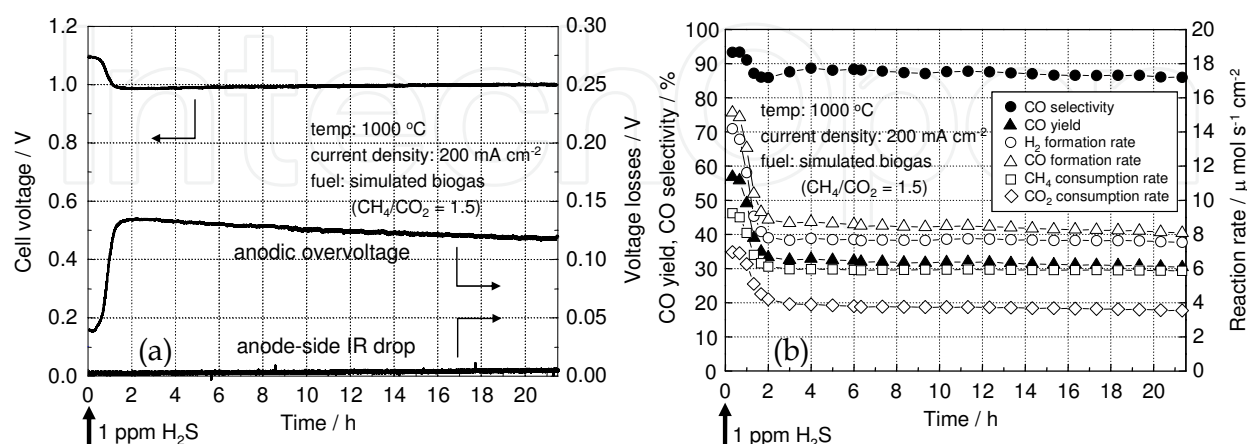 1.2
1.0
0.8
0.6
0.4
0.2
0.0
Cell voltage / V
0.30
0.25
0.20
0.15
0.10
0.05
0.00
Voltage losses / V
temp: 1000 °C
current density: 200 mA cm⁻²
fuel: simulated biogas
(CH₄/CO₂ = 1.5)
anodic overvoltage
anode-side IR drop
(a)
0 2 4 6 8 10 12 14 16 18 20
Time / h
1 ppm H₂S
100
90
80
70
60
50
40
30
20
10
0
CO yield, CO selectivity / %
20
18
16
14
12
10
8
6
4
2
0
Reaction rate / μ mol s⁻¹ cm⁻²
temp: 1000 °C
current density: 200 mA cm⁻²
fuel: simulated biogas
(CH₄/CO₂ = 1.5)
CO selectivity
CO yield
H₂ formation rate
CO formation rate
CH₄ consumption rate
CO₂ consumption rate
(b)
0 2 4 6 8 10 12 14 16 18 20
Time / h
1 ppm H₂S